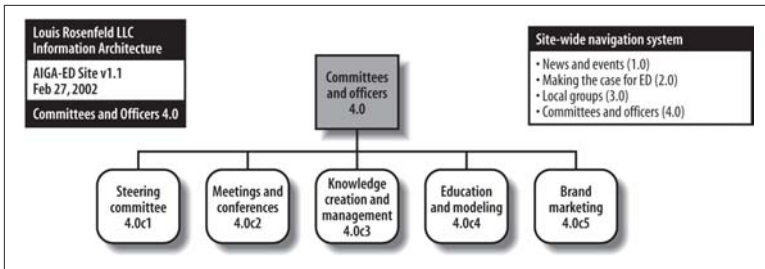 Louis Rosenfeld LLC
Information Architecture
AIGA-ED Site v1.1
Feb 27, 2002
Committees and Officers 4.0
Committees
and officers
4.0
Site-wide navigation system
• News and events (1.0)
• Making the case for ED (2.0)
• Local groups (3.0)
• Committees and officers (4.0)
Steering
committee
4.0c1
Meetings and
conferences
4.0c2
Knowledge
creation and
management
4.0c3
Education
and modeling
4.0c4
Brand
marketing
4.0c5